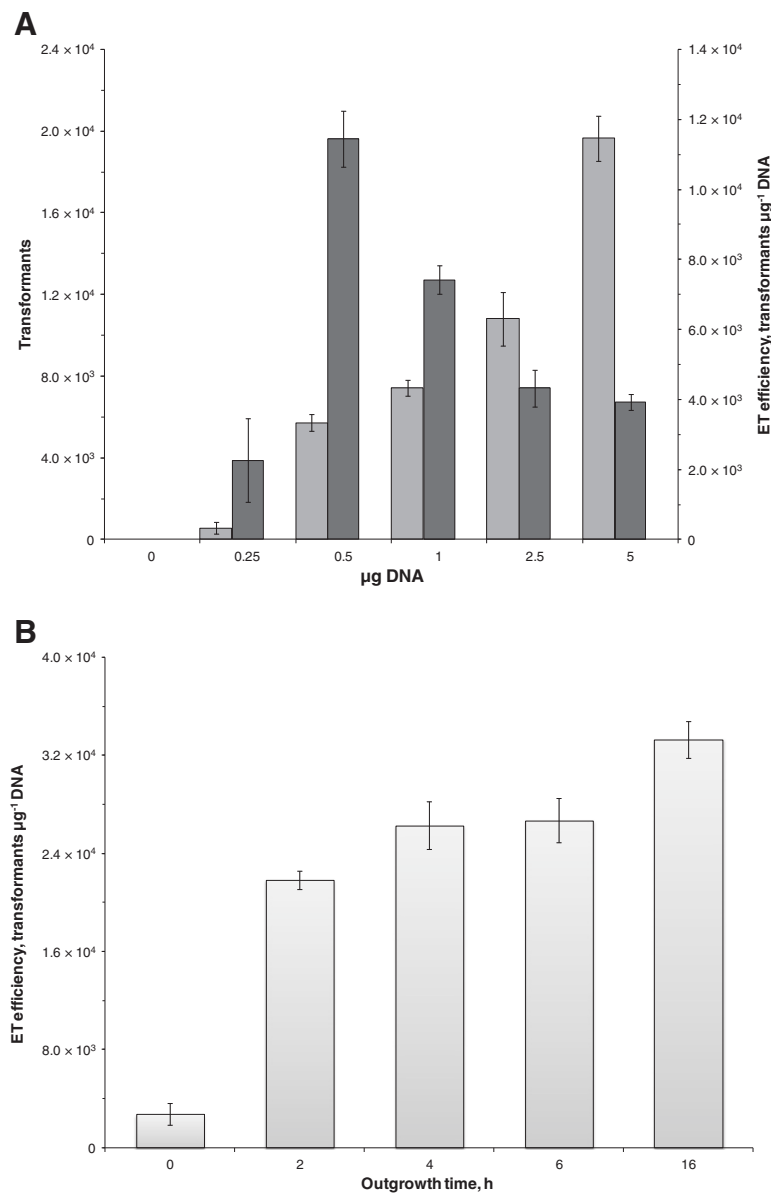 A
2.4 × 10⁴
2.0 × 10⁴
1.6 × 10⁴
1.2 × 10⁴
8.0 × 10³
4.0 × 10³
0
Transformants
1.4 × 10⁴
1.2 × 10⁴
1.0 × 10⁴
8.0 × 10³
6.0 × 10³
4.0 × 10³
2.0 × 10³
0
ET efficiency, transformants µg⁻¹ DNA
0 0.25 0.5 1 2.5 5
µg DNA
B
4.0 × 10⁴
3.2 × 10⁴
2.4 × 10⁴
1.6 × 10⁴
8.0 × 10³
0
ET efficiency, transformants µg⁻¹ DNA
0 2 4 6 16
Outgrowth time, h